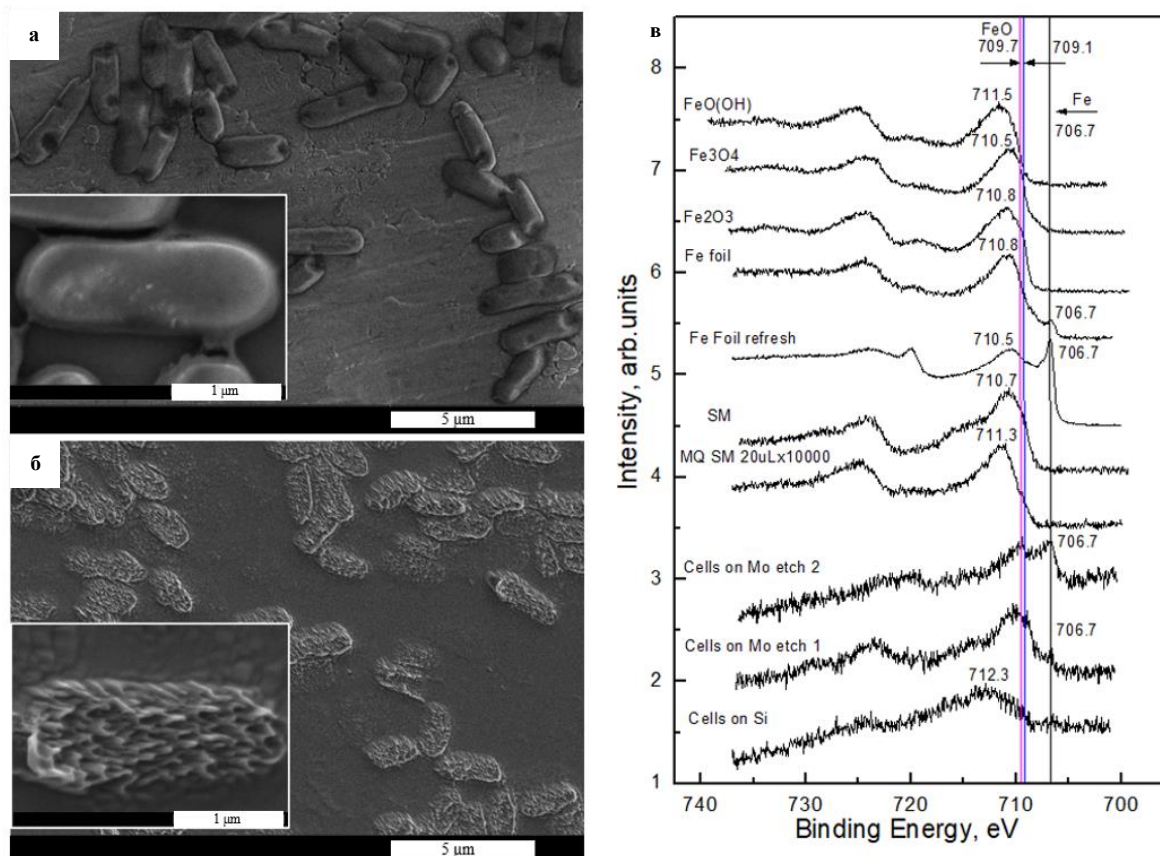 а
1 μm
5 μm
б
1 μm
5 μm
в
FeO
709.7
709.1
8
FeO(OH)
711.5
Fe
Fe3O4
710.5
706.7
7
Fe2O3
710.8
Fe foil
710.8
6
706.7
Fe Foil refresh
710.5
706.7
5
SM
710.7
MQ SM 20uLx10000
711.3
4
Cells on Mo etch 2
706.7
3
Cells on Mo etch 1
706.7
2
712.3
Cells on Si
1
740
730
720
710
700
Intensity, arb.units
Binding Energy, eV